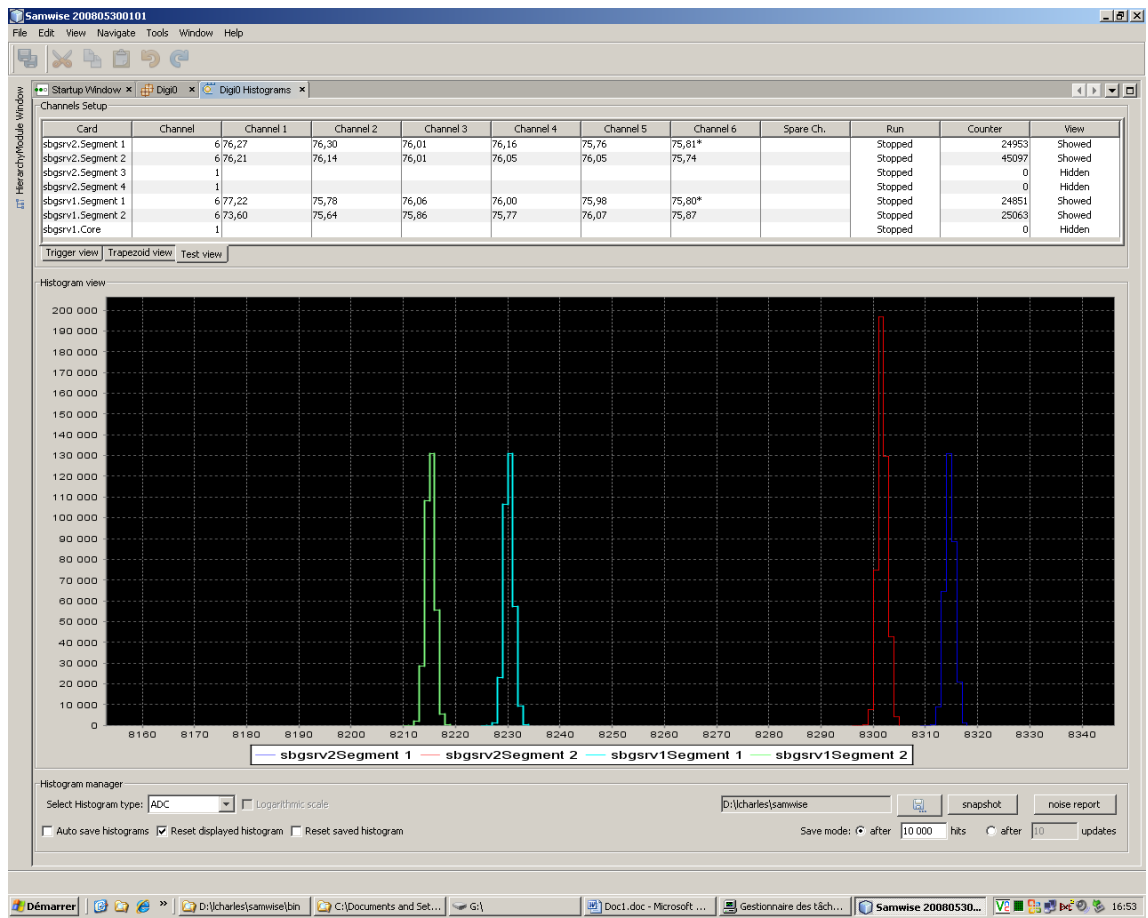 Samwise 200805300101
File Edit View Navigate Tools Window Help
HierarchyModule Window
Startup Window Digi0 Digi0 Histograms
Channels Setup
Card Channel Channel 1 Channel 2 Channel 3 Channel 4 Channel 5 Channel 6 Spare Ch. Run Counter View
sbgsrv2.Segment 1 6 76,27 76,30 76,01 76,16 75,76 75,81* Stopped 24953 Showed
sbgsrv2.Segment 2 6 76,21 76,14 76,01 76,05 76,05 75,74 Stopped 45097 Showed
sbgsrv2.Segment 3 1 Stopped 0 Hidden
sbgsrv2.Segment 4 1 Stopped 0 Hidden
sbgsrv1.Segment 1 6 77,22 75,78 76,06 76,00 75,98 75,80* Stopped 24851 Showed
sbgsrv1.Segment 2 6 73,60 75,64 75,86 75,77 76,07 75,87 Stopped 25063 Showed
sbgsrv1.Core 1 Stopped 0 Hidden
Trigger view Trapezoid view Test view
Histogram view
200 000
190 000
180 000
170 000
160 000
150 000
140 000
130 000
120 000
110 000
100 000
90 000
80 000
70 000
60 000
50 000
40 000
30 000
20 000
10 000
0
8160 8170 8180 8190 8200 8210 8220 8230 8240 8250 8260 8270 8280 8290 8300 8310 8320 8330 8340
sbgsrv2Segment 1 sbgsrv2Segment 2 sbgsrv1Segment 1 sbgsrv1Segment 2
Histogram manager
Select Histogram type: ADC Logarithmic scale D:\lcharles\samwise snapshot noise report
Auto save histograms Reset displayed histogram Reset saved histogram Save mode: after 10 000 hits after 10 updates
Démarrer » D:\lcharles\samwise\bin C:\Documents and Set... G:\ Doc1.doc - Microsoft ... Gestionnaire des tâch... Samwise 20080530... 16:53